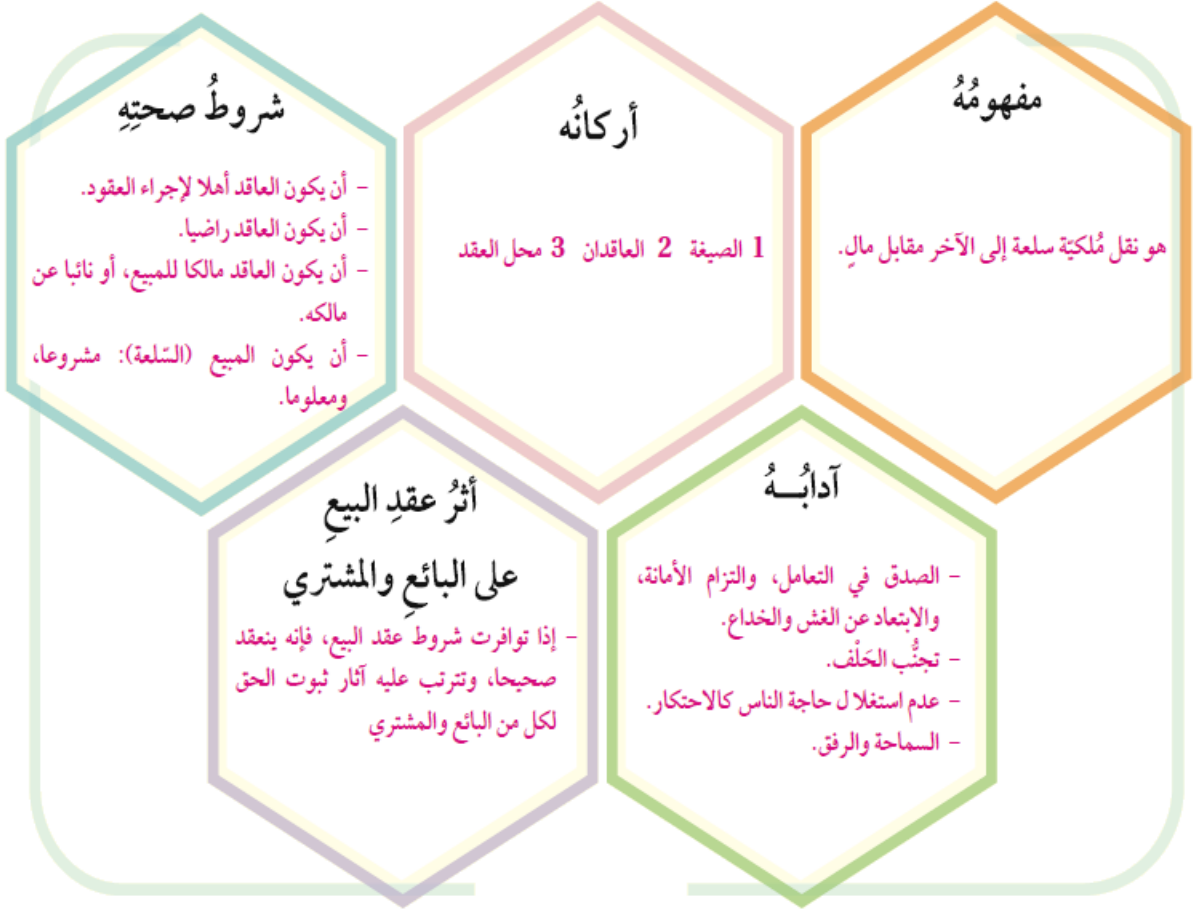 مفهومُهُ
هو نقل مُلكيّة سلعة إلى الآخر مقابل مالٍ.
أركانُه
1 الصيغة 2 العاقدان 3 محل العقد
شروطُ صحتِهِ
- أن يكون العاقد أهلا لإجراء العقود.
- أن يكون العاقد راضيا.
- أن يكون العاقد مالكا للمبيع، أو نائبا عن
مالكه.
- أن يكون المبيع (السّلعة): مشروعا،
ومعلوما.
آدابُـــهُ
- الصدق في التعامل، والتزام الأمانة،
والابتعاد عن الغش والخداع.
- تجنُّب الحَلْف.
- عدم استغلال حاجة الناس كالاحتكار.
- السماحة والرفق.
أثرُ عقدِ البيعِ
على البائعِ والمشتري
- إذا توافرت شروط عقد البيع، فإنه ينعقد
صحيحا، وتترتب عليه آثار ثبوت الحق
لكل من البائع والمشتري